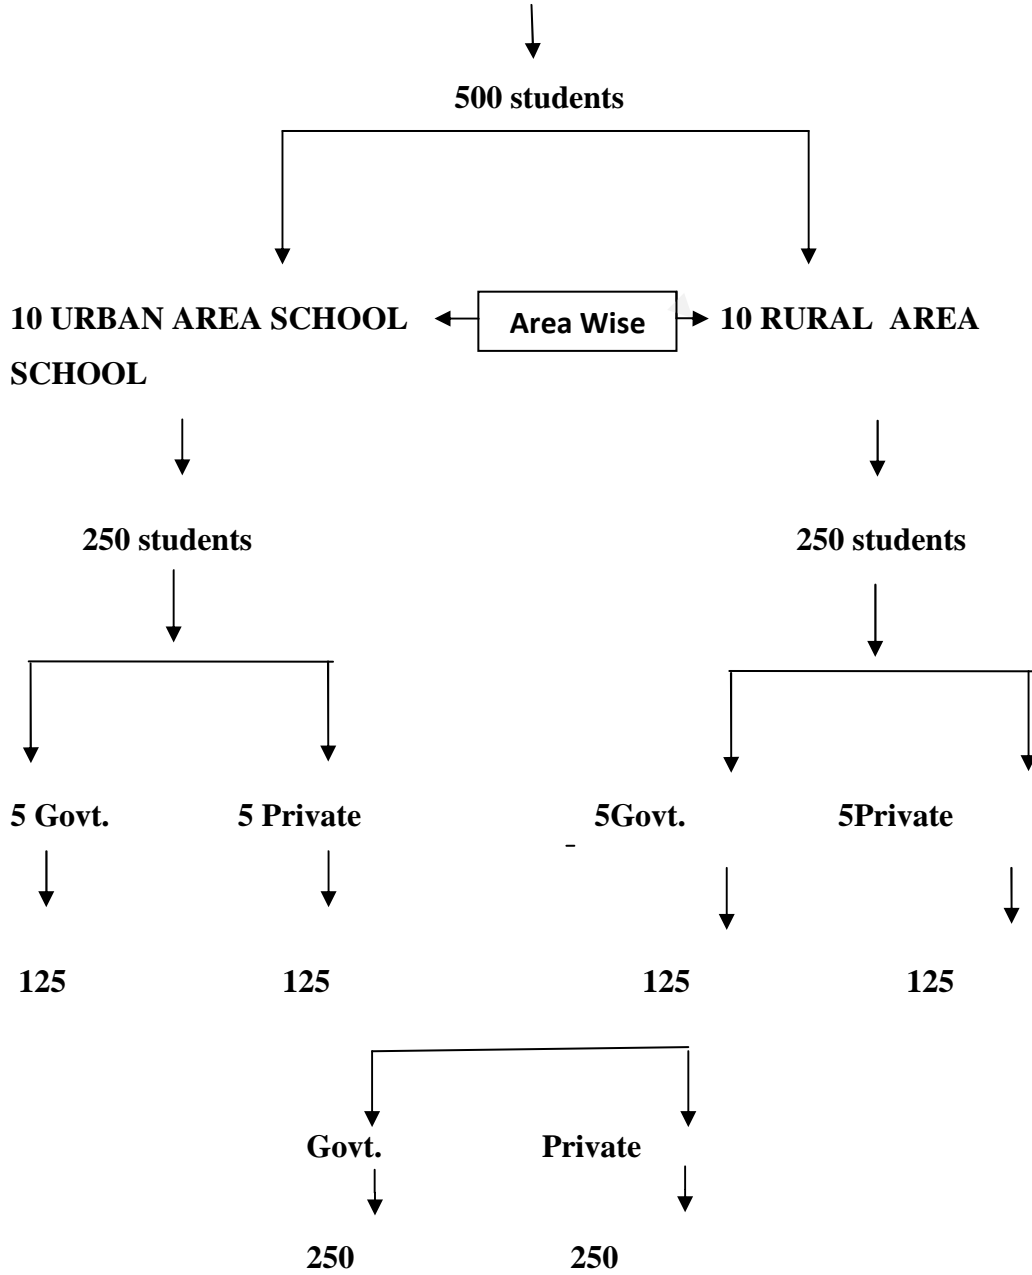 500 students
10 URBAN AREA SCHOOL Area Wise 10 RURAL AREA
SCHOOL
250 students 250 students
5 Govt. 5 Private 5Govt. 5Private
125 125 125 125
Govt. Private
250 250